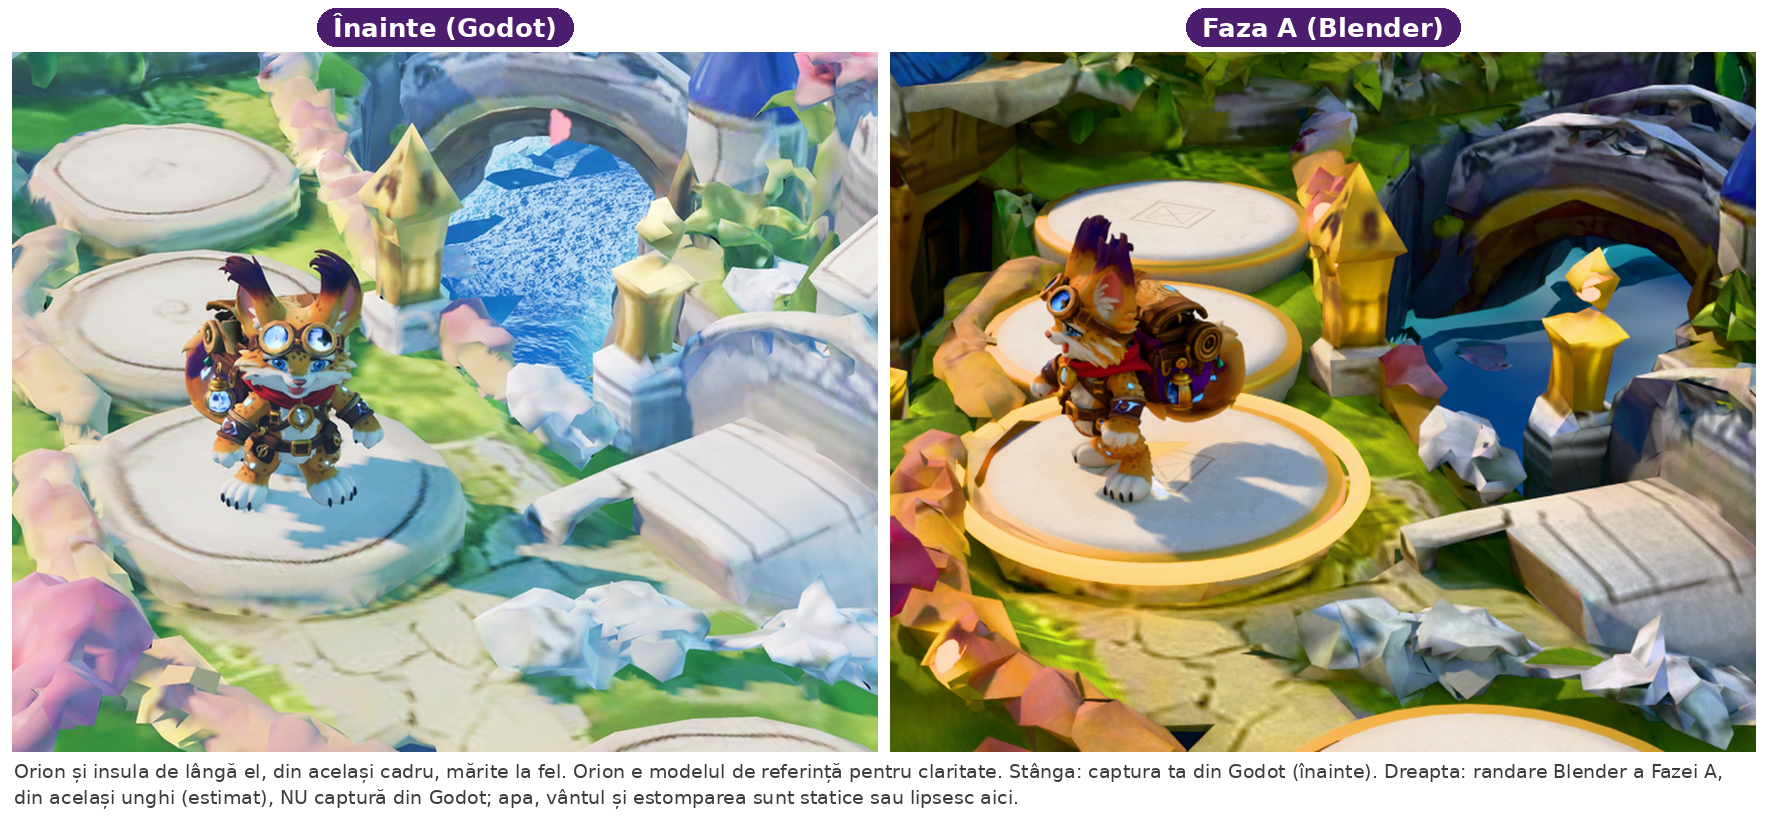 Înainte (Godot)
Faza A (Blender)
Orion și insula de lângă el, din același cadru, mărite la fel. Orion e modelul de referință pentru claritate. Stânga: captura ta din Godot (înainte). Dreapta: randare Blender a Fazei A,
din același unghi (estimat), NU captură din Godot; apa, vântul și estomparea sunt statice sau lipsesc aici.